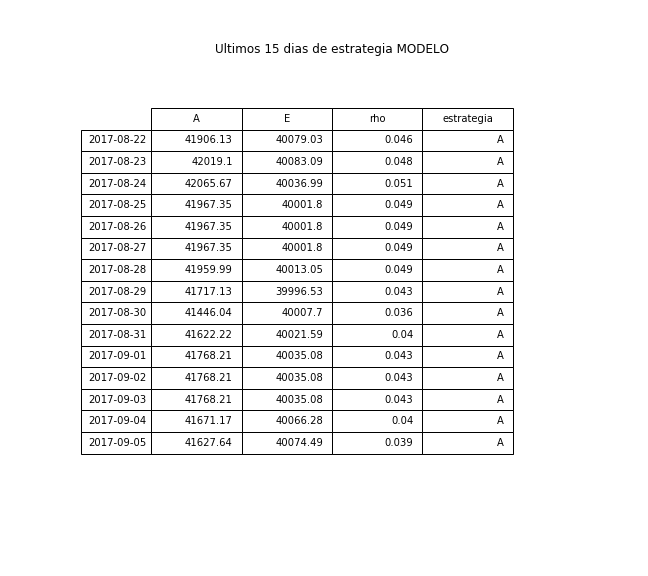 Ultimos 15 dias de estrategia MODELO
A E rho estrategia
2017-08-22 41906.13 40079.03 0.046 A
2017-08-23 42019.1 40083.09 0.048 A
2017-08-24 42065.67 40036.99 0.051 A
2017-08-25 41967.35 40001.8 0.049 A
2017-08-26 41967.35 40001.8 0.049 A
2017-08-27 41967.35 40001.8 0.049 A
2017-08-28 41959.99 40013.05 0.049 A
2017-08-29 41717.13 39996.53 0.043 A
2017-08-30 41446.04 40007.7 0.036 A
2017-08-31 41622.22 40021.59 0.04 A
2017-09-01 41768.21 40035.08 0.043 A
2017-09-02 41768.21 40035.08 0.043 A
2017-09-03 41768.21 40035.08 0.043 A
2017-09-04 41671.17 40066.28 0.04 A
2017-09-05 41627.64 40074.49 0.039 A